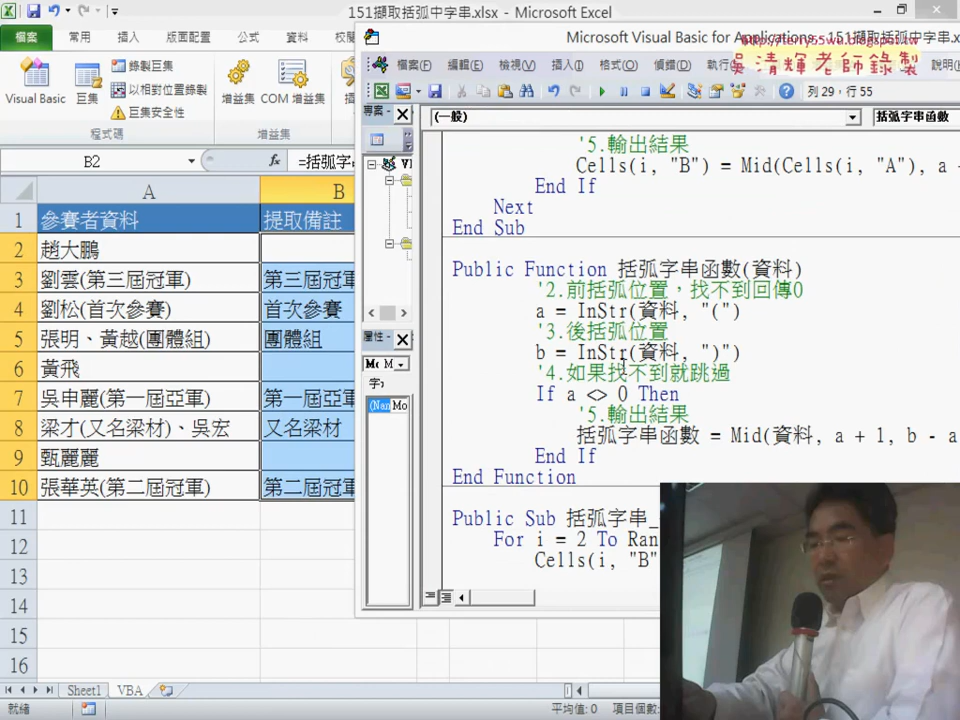 151擷取括弧中字串.xlsx - Microsoft Excel
檔案 常用 插入 版面配置 公式 資料
Visual Basic
巨集
錄製巨集
以相對位置錄製
巨集安全性
增益集
COM 增益集
程式碼
增益集
B2
fx
A
B
1 參賽者資料 提取備註
2 趙大鵬
3 劉雲(第三屆冠軍) 第三屆冠軍
4 劉松(首次參賽) 首次參賽
5 張明、黃越(團體組) 團體組
6 黃飛
7 吳申麗(第一屆亞軍) 第一屆亞軍
8 梁才(又名梁材)、吳宏 又名梁材
9 甄麗麗
10 張華英(第二屆冠軍) 第二屆冠軍
11
12
13
14
15
16
Sheet1 VBA
就緒
平均值: 0
Microsoft Visual Basic for Applications - 151擷取括弧中字串.x
吳清輝老師錄製
檔案(F) 編輯(E) 檢視(V) 插入(I) 格式(O) 偵錯(D)
列 29，行 55
(一般)
括弧字串函數
'5.輸出結果
Cells(i, "B") = Mid(Cells(i, "A"), a
End If
Next
End Sub
Public Function 括弧字串函數(資料)
'2.前括弧位置，找不到回傳0
a = InStr(資料, "(")
'3.後括弧位置
b = InStr(資料, ")")
'4.如果找不到就跳過
If a <> 0 Then
'5.輸出結果
括弧字串函數 = Mid(資料, a + 1, b - a
End If
End Function
Public Sub 括弧字串_
For i = 2 To Ran
Cells(i, "B"